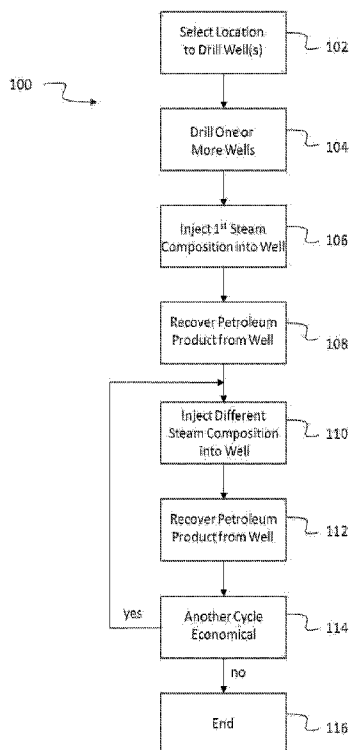 Select Location
to Drill Well(s)
102
100
Drill One or
More Wells
104
Inject 1st Steam
Composition into Well
106
Recover Petroleum
Product from Well
108
Inject Different
Steam Composition
into Well
110
Recover Petroleum
Product from Well
112
yes
Another Cycle
Economical
114
no
End
116